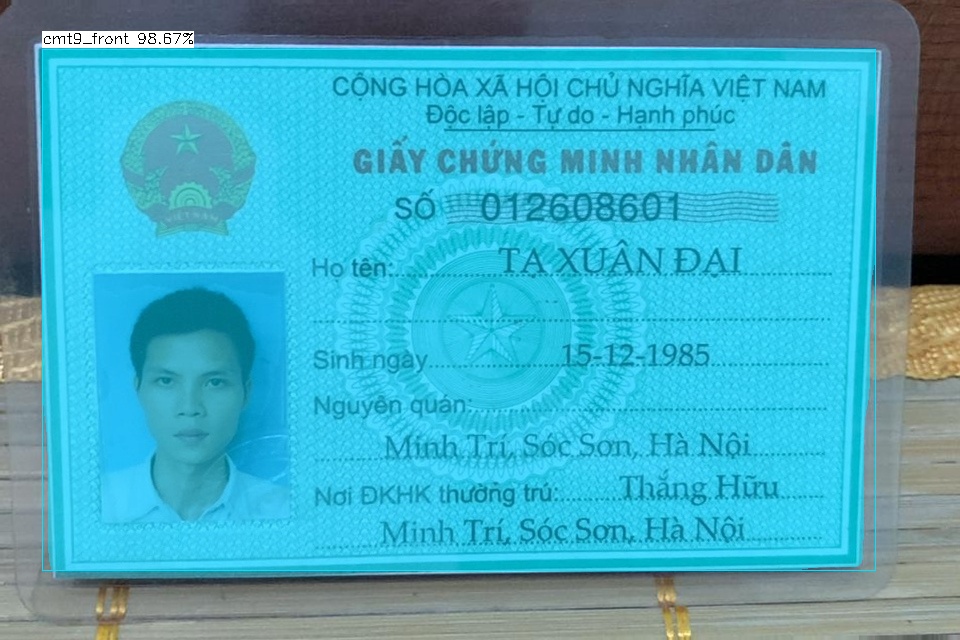 cmt9_front 98.67%
CỘNG HÒA XÃ HỘI CHỦ NGHĨA VIỆT NAM
Độc lập - Tự do - Hạnh phúc
GIẤY CHỨNG MINH NHÂN DÂN
SỐ 012608601
VIỆT NAM
Họ tên: TẠ XUÂN ĐẠI
Sinh ngày 15-12-1985
Nguyên quán:
Minh Trí, Sóc Sơn, Hà Nội
Nơi ĐKHK thường trú: Thắng Hữu
Minh Trí, Sóc Sơn, Hà Nội